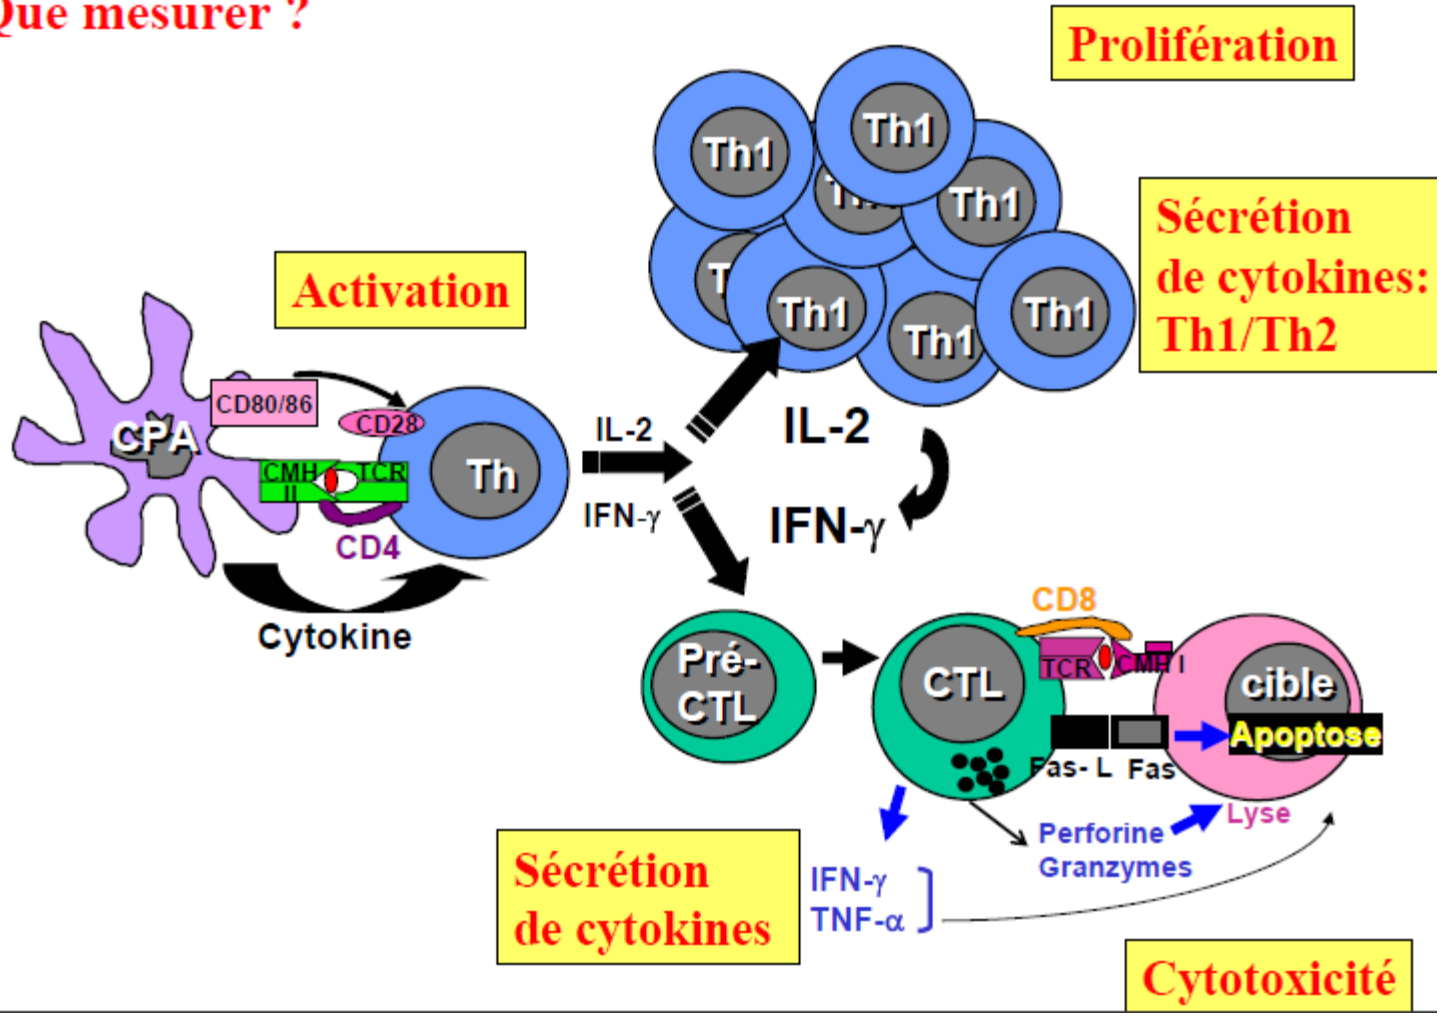 Que mesurer ?
Prolifération
Th1
Th1
Th1
Th1
Th1
Th1
Sécrétion
de cytokines:
Th1/Th2
Activation
CPA
CD80/86
CD28
CMH
II
TCR
CD4
Th
Cytokine
IL-2
IFN-γ
IL-2
IFN-γ
Pré-
CTL
CTL
CD8
TCR
CMH I
cible
Apoptose
Fas- L
Fas
Lyse
Perforine
Granzymes
IFN-γ
TNF-α
Sécrétion
de cytokines
Cytotoxicité